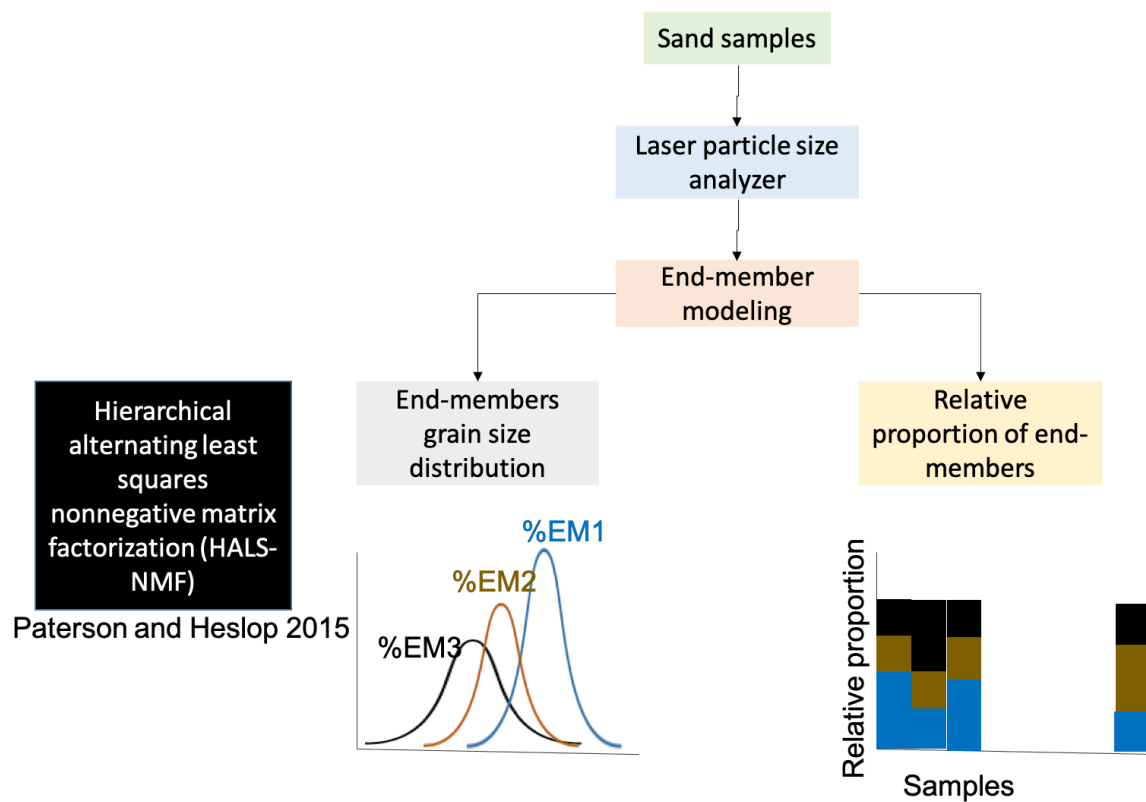 Sand samples
Laser particle size
analyzer
End-member
modeling
Hierarchical
alternating least
squares
nonnegative matrix
factorization (HALS-
NMF)
Paterson and Heslop 2015
End-members
grain size
distribution
Relative
proportion of end-
members
%EM1
%EM2
%EM3
Relative proportion
Samples